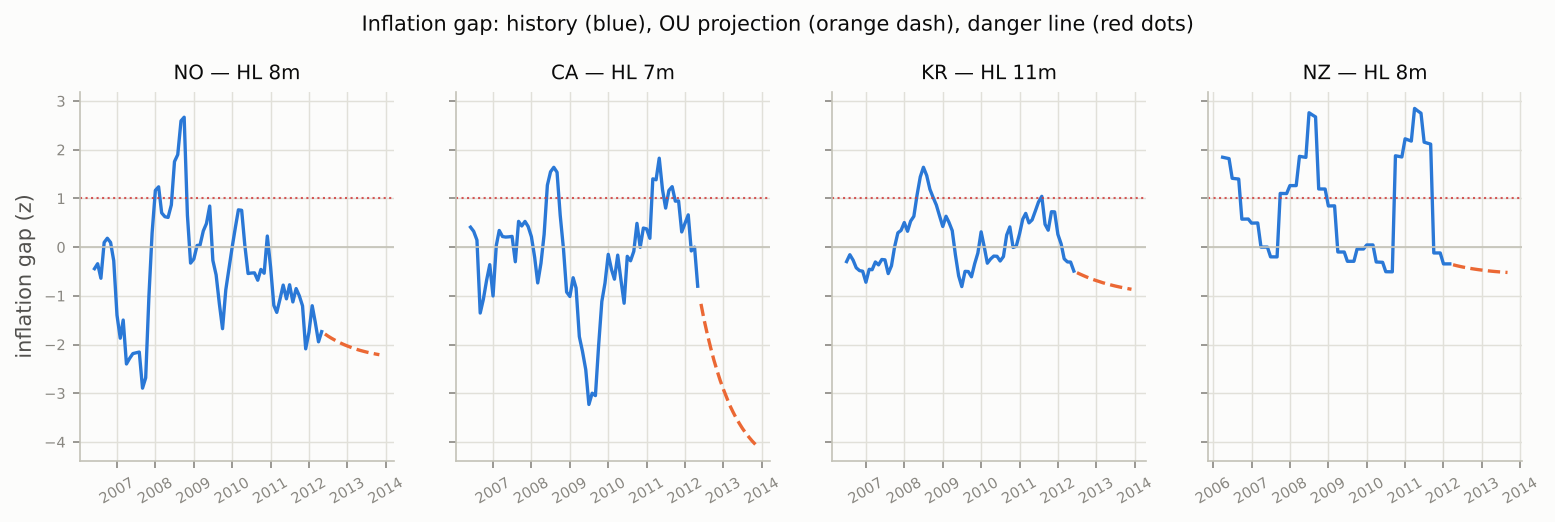 Inflation gap: history (blue), OU projection (orange dash), danger line (red dots)
NO — HL 8m
CA — HL 7m
KR — HL 11m
NZ — HL 8m
inflation gap (z)
3
2
1
0
−1
−2
−3
−4
2007 2008 2009 2010 2011 2012 2013 2014
2007 2008 2009 2010 2011 2012 2013 2014
2007 2008 2009 2010 2011 2012 2013 2014
2006 2007 2008 2009 2010 2011 2012 2013 2014